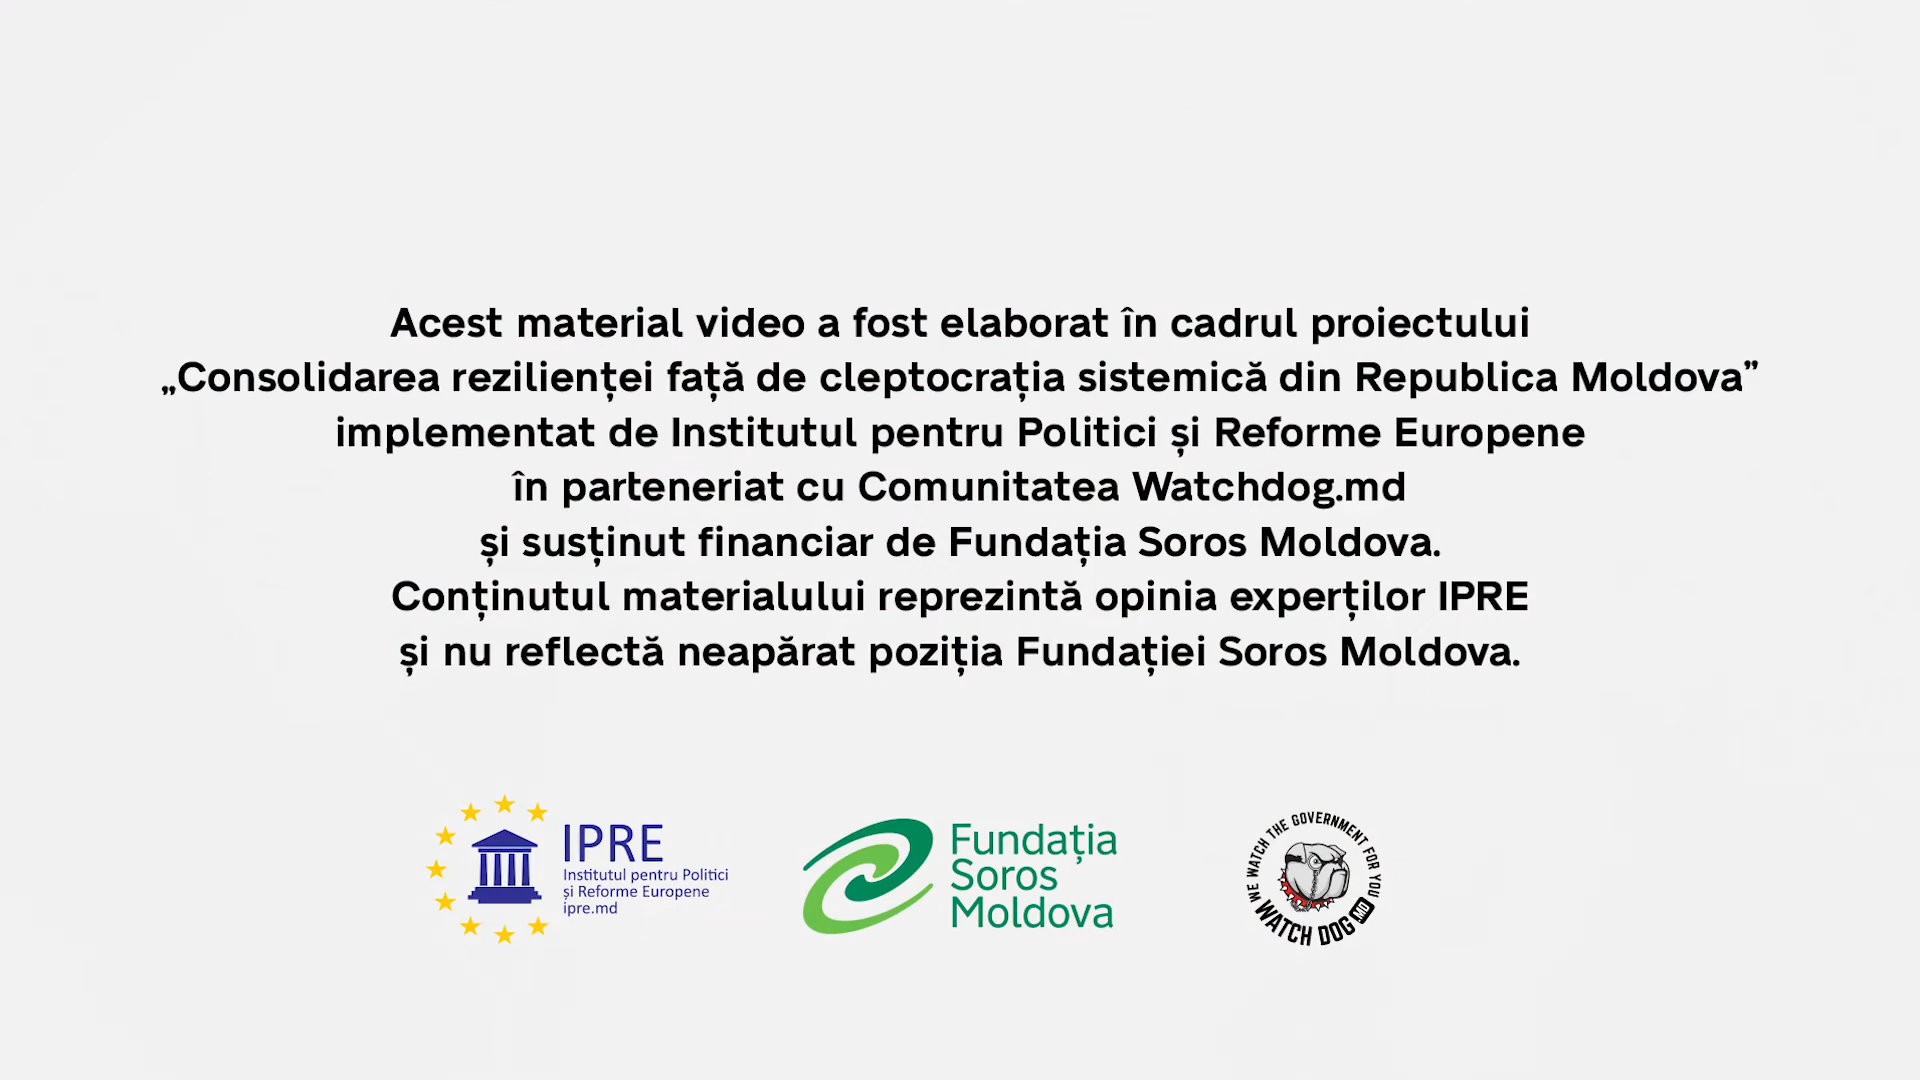 Acest material video a fost elaborat în cadrul proiectului
„Consolidarea rezilienței față de cleptocrația sistemică din Republica Moldova”
implementat de Institutul pentru Politici și Reforme Europene
în parteneriat cu Comunitatea Watchdog.md
și susținut financiar de Fundația Soros Moldova.
Conținutul materialului reprezintă opinia experților IPRE
și nu reflectă neapărat poziția Fundației Soros Moldova.
IPRE
Institutul pentru Politici
și Reforme Europene
ipre.md
Fundația
Soros
Moldova
WE WATCH THE GOVERNMENT FOR YOU
WATCH DOG .MD